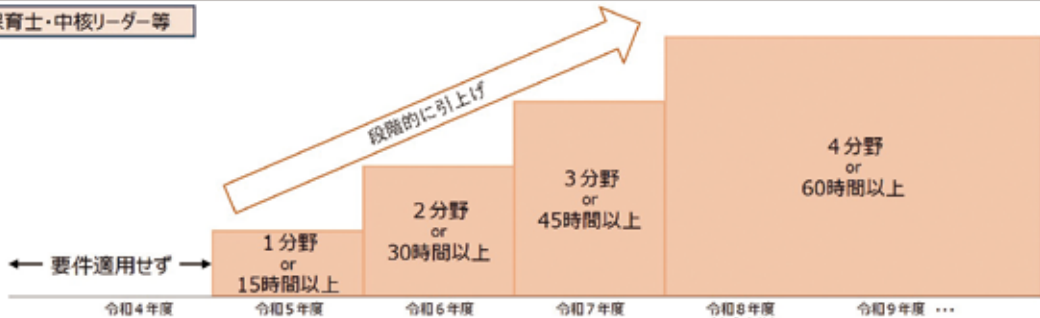 育士・中核リーダー等
段階的に引上げ
4分野
or
60時間以上
3分野
or
45時間以上
2分野
or
30時間以上
1分野
or
15時間以上
要件適用せず
令和4年度
令和5年度
令和6年度
令和7年度
令和8年度
令和9年度 …